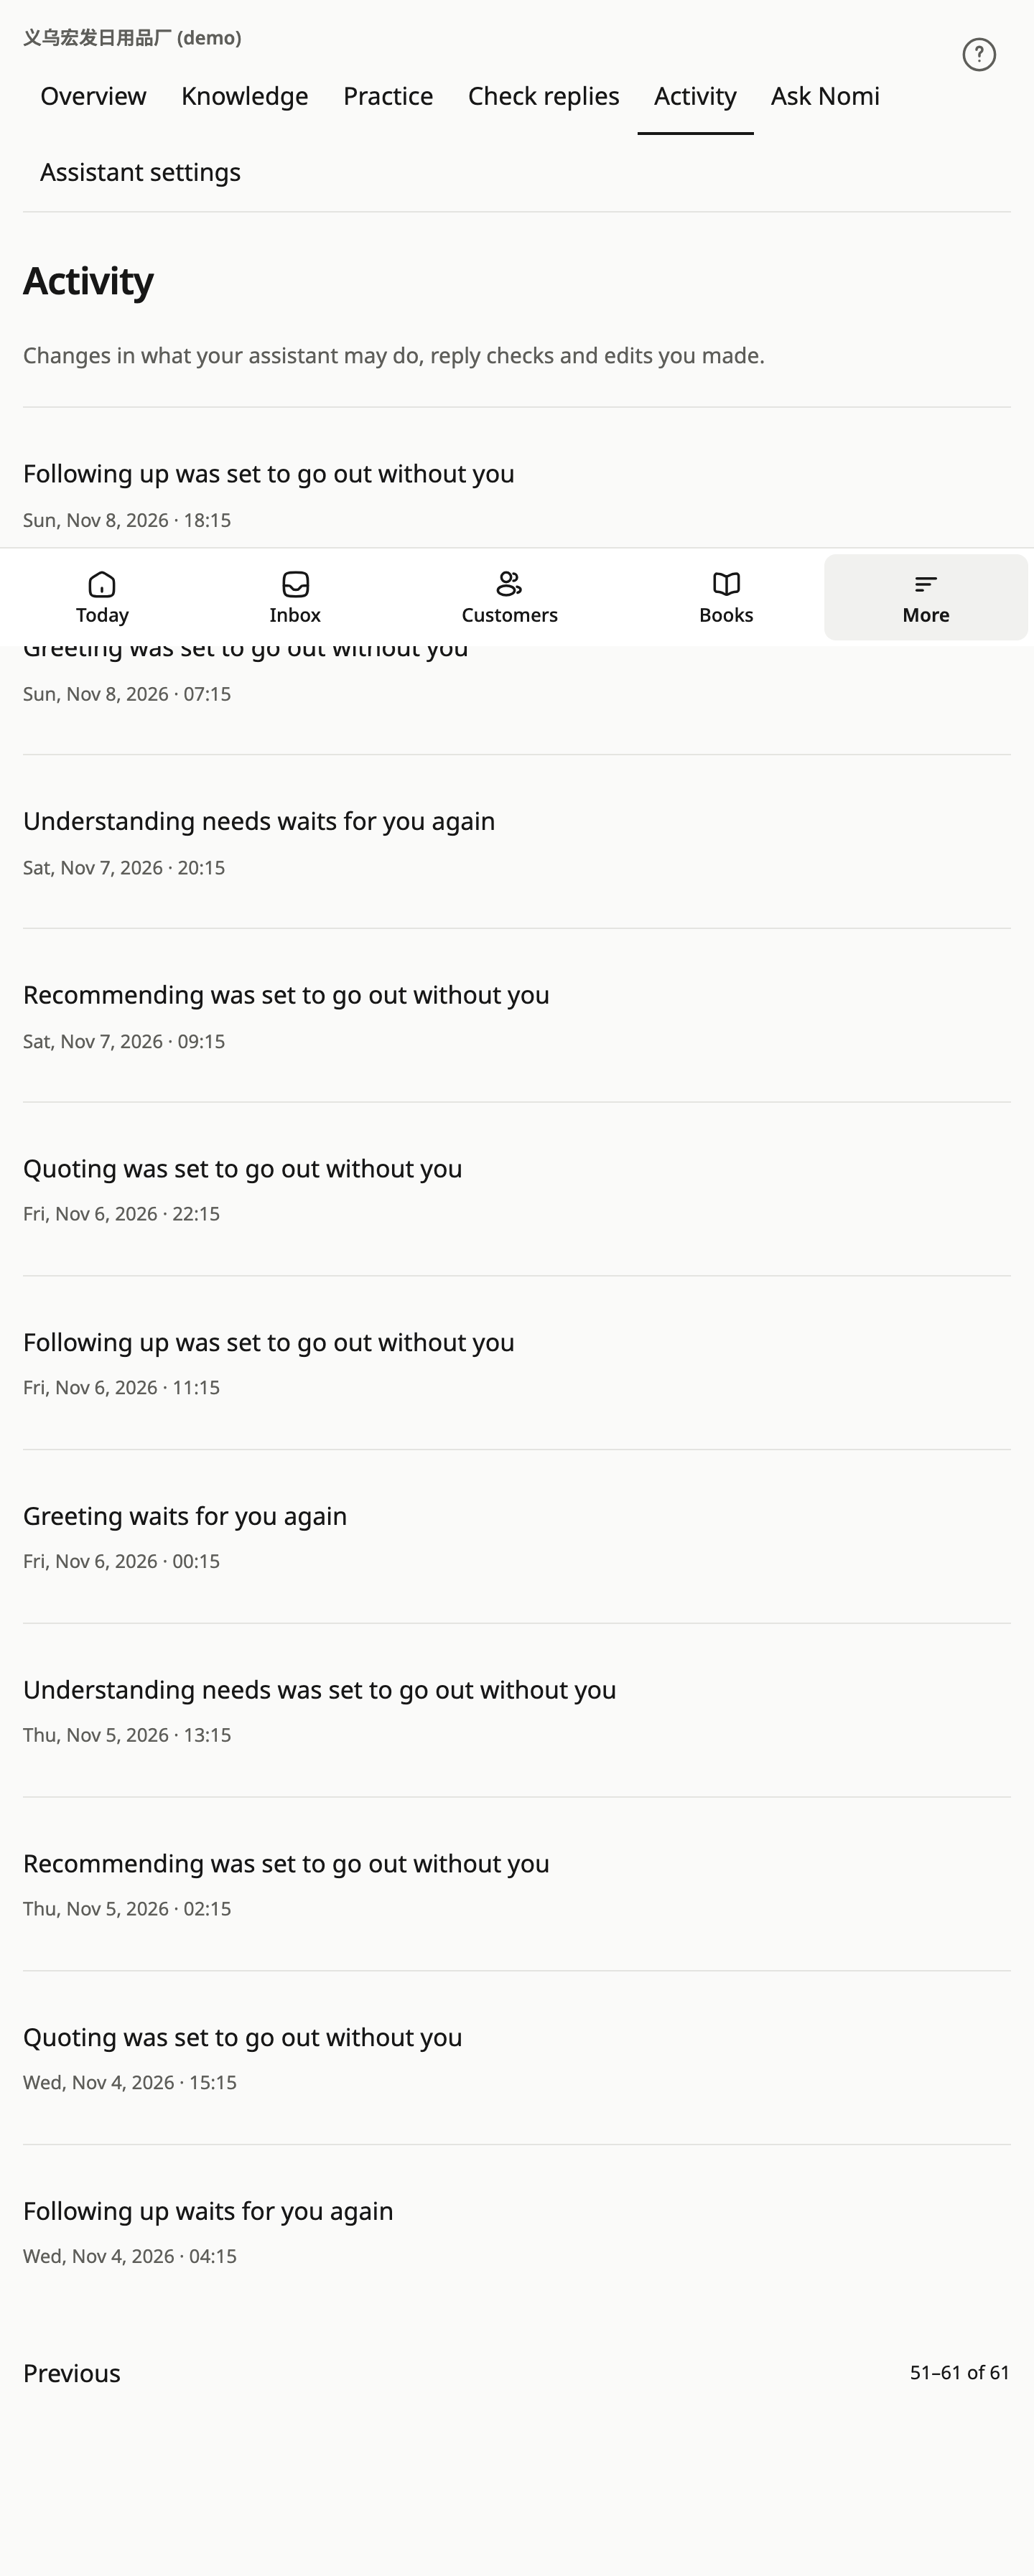 义乌宏发日用品厂 (demo)
Overview Knowledge Practice Check replies Activity Ask Nomi
Assistant settings
Activity
Changes in what your assistant may do, reply checks and edits you made.
Following up was set to go out without you
Sun, Nov 8, 2026 · 18:15
Today Inbox Customers Books More
Greeting was set to go out without you
Sun, Nov 8, 2026 · 07:15
Understanding needs waits for you again
Sat, Nov 7, 2026 · 20:15
Recommending was set to go out without you
Sat, Nov 7, 2026 · 09:15
Quoting was set to go out without you
Fri, Nov 6, 2026 · 22:15
Following up was set to go out without you
Fri, Nov 6, 2026 · 11:15
Greeting waits for you again
Fri, Nov 6, 2026 · 00:15
Understanding needs was set to go out without you
Thu, Nov 5, 2026 · 13:15
Recommending was set to go out without you
Thu, Nov 5, 2026 · 02:15
Quoting was set to go out without you
Wed, Nov 4, 2026 · 15:15
Following up waits for you again
Wed, Nov 4, 2026 · 04:15
Previous 51–61 of 61